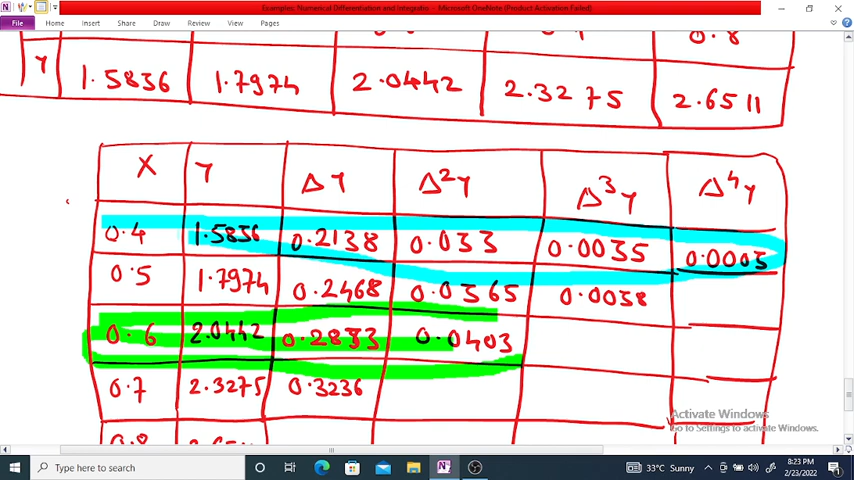 Examples: Numerical Differentiation and Integratin - Microsoft OneNote (Product Activation Failed)
File Home Insert Share Draw Review View Pages
0.8
Y 1.5836 1.7974 2.0442 2.3275 2.6511
X Y ΔY Δ²Y Δ³Y Δ⁴Y
0.4 1.5836 0.2138 0.033 0.0035 0.0003
0.5 1.7974 0.2468 0.0365 0.0038
0.6 2.0442 0.2833 0.0403
0.7 2.3275 0.3236
Activate Windows
Go to Settings to activate Windows.
Type here to search
33°C Sunny
8:23 PM
2/23/2022